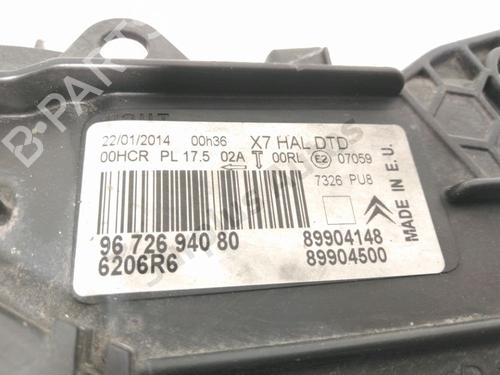 22/01/2014 00h36 X7 HAL DTD
00HCR PL 17.5 02A 00RL E2 07059
7326 PU8
MADE IN E.U.
96 726 940 80 89904148
6206R6 89904500
B-PARTS